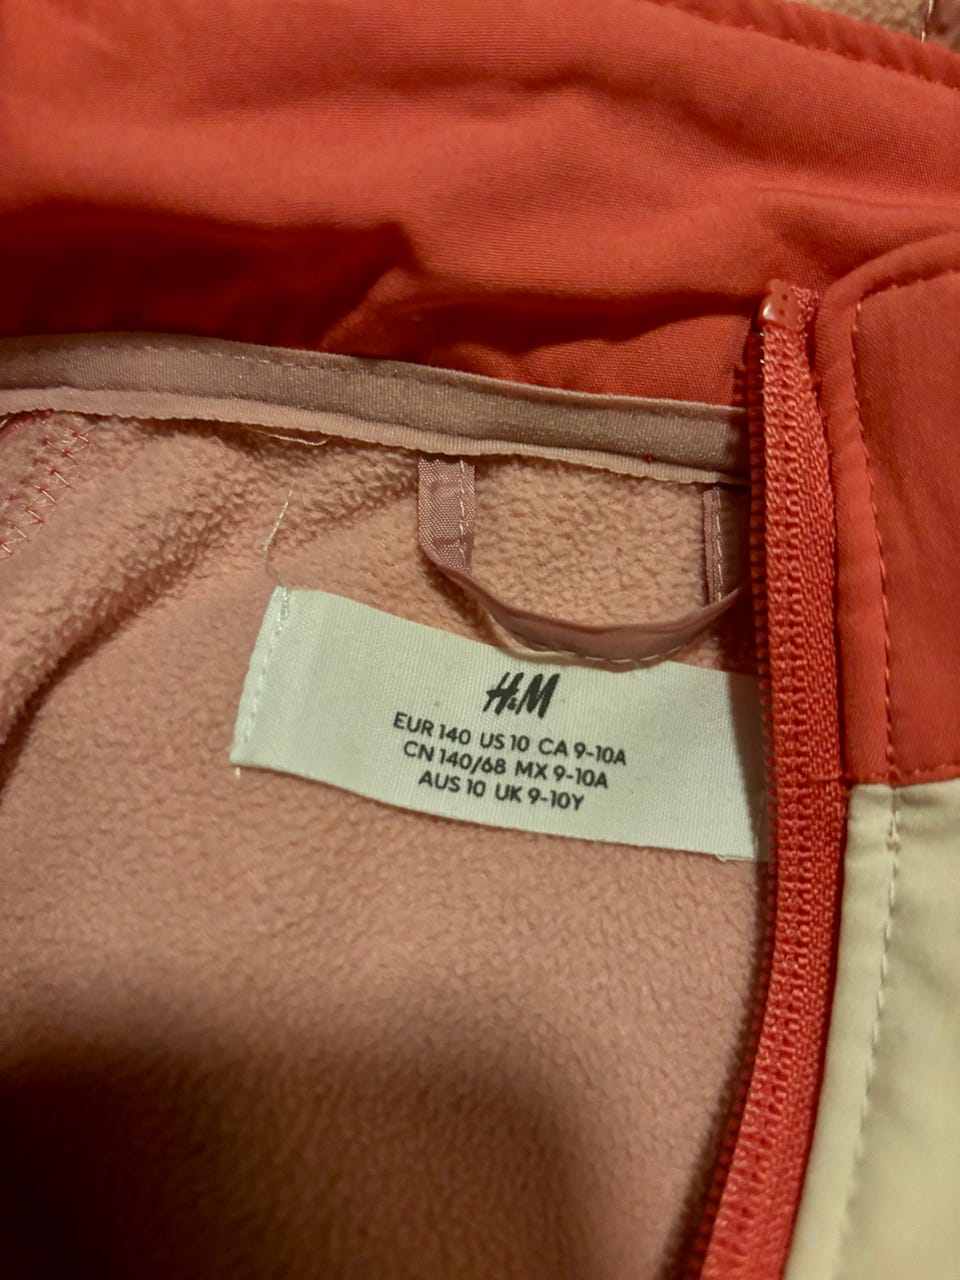 H&M
EUR 140 US 10 CA 9-10A
CN 140/68 MX 9-10A
AUS 10 UK 9-10Y